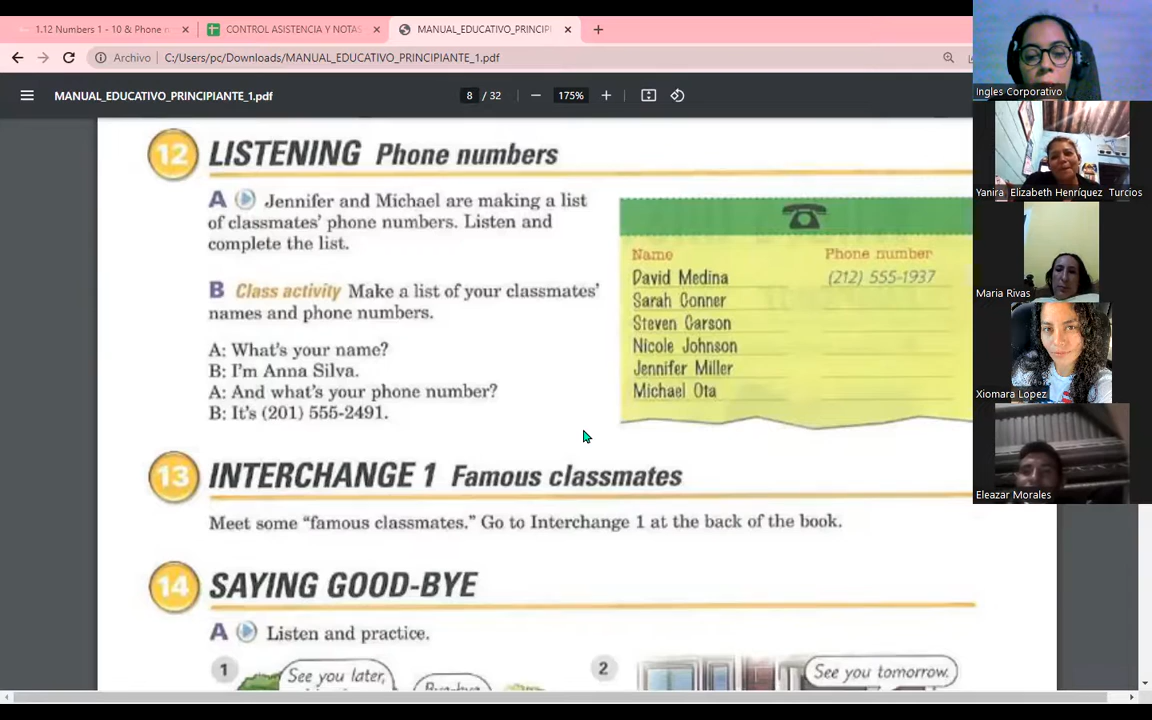 1.12 Numbers 1 - 10 & Phone n
CONTROL ASISTENCIA Y NOTAS
MANUAL_EDUCATIVO_PRINCIPI
Archivo
C:/Users/pc/Downloads/MANUAL_EDUCATIVO_PRINCIPIANTE_1.pdf
MANUAL_EDUCATIVO_PRINCIPIANTE_1.pdf
8 / 32
175%
12 LISTENING Phone numbers
A Jennifer and Michael are making a list
of classmates' phone numbers. Listen and
complete the list.
B Class activity Make a list of your classmates'
names and phone numbers.
A: What's your name?
B: I'm Anna Silva.
A: And what's your phone number?
B: It's (201) 555-2491.
Name Phone number
David Medina (212) 555-1937
Sarah Conner
Steven Carson
Nicole Johnson
Jennifer Miller
Michael Ota
13 INTERCHANGE 1 Famous classmates
Meet some "famous classmates." Go to Interchange 1 at the back of the book.
14 SAYING GOOD-BYE
A Listen and practice.
1
See you later,
2
See you tomorrow.
Ingles Corporativo
Yanira Elizabeth Henríquez Turcios
Maria Rivas
Xiomara Lopez
Eleazar Morales